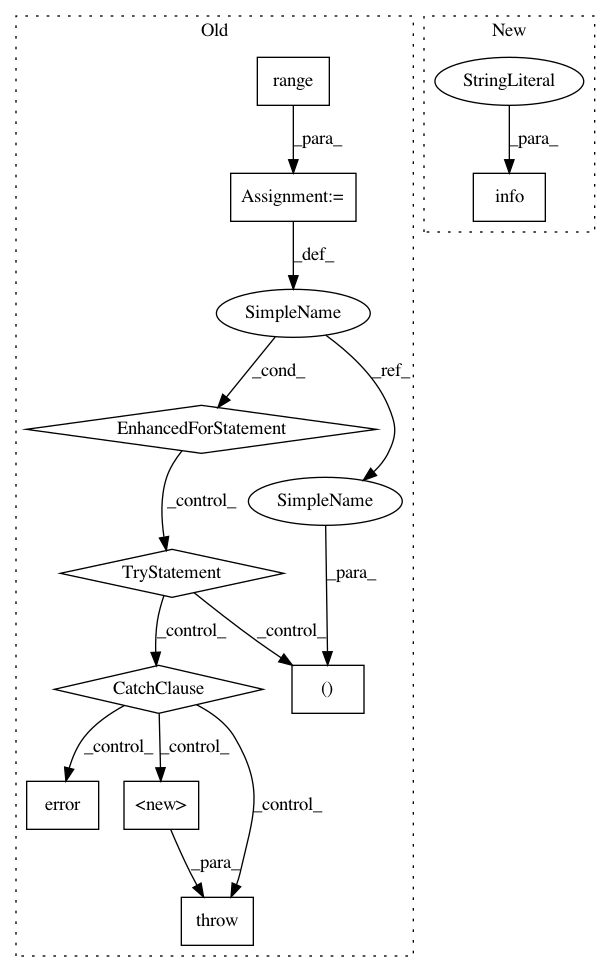 Old
New
range
StringLiteral
_para_
_para_
Assignment:=
info
_def_
SimpleName
_cond_
_ref_
EnhancedForStatement
_control_
SimpleName
TryStatement
_para_
_control_
_control_
CatchClause
()
_control_
_control_
_control_
error
<new>
_para_
throw